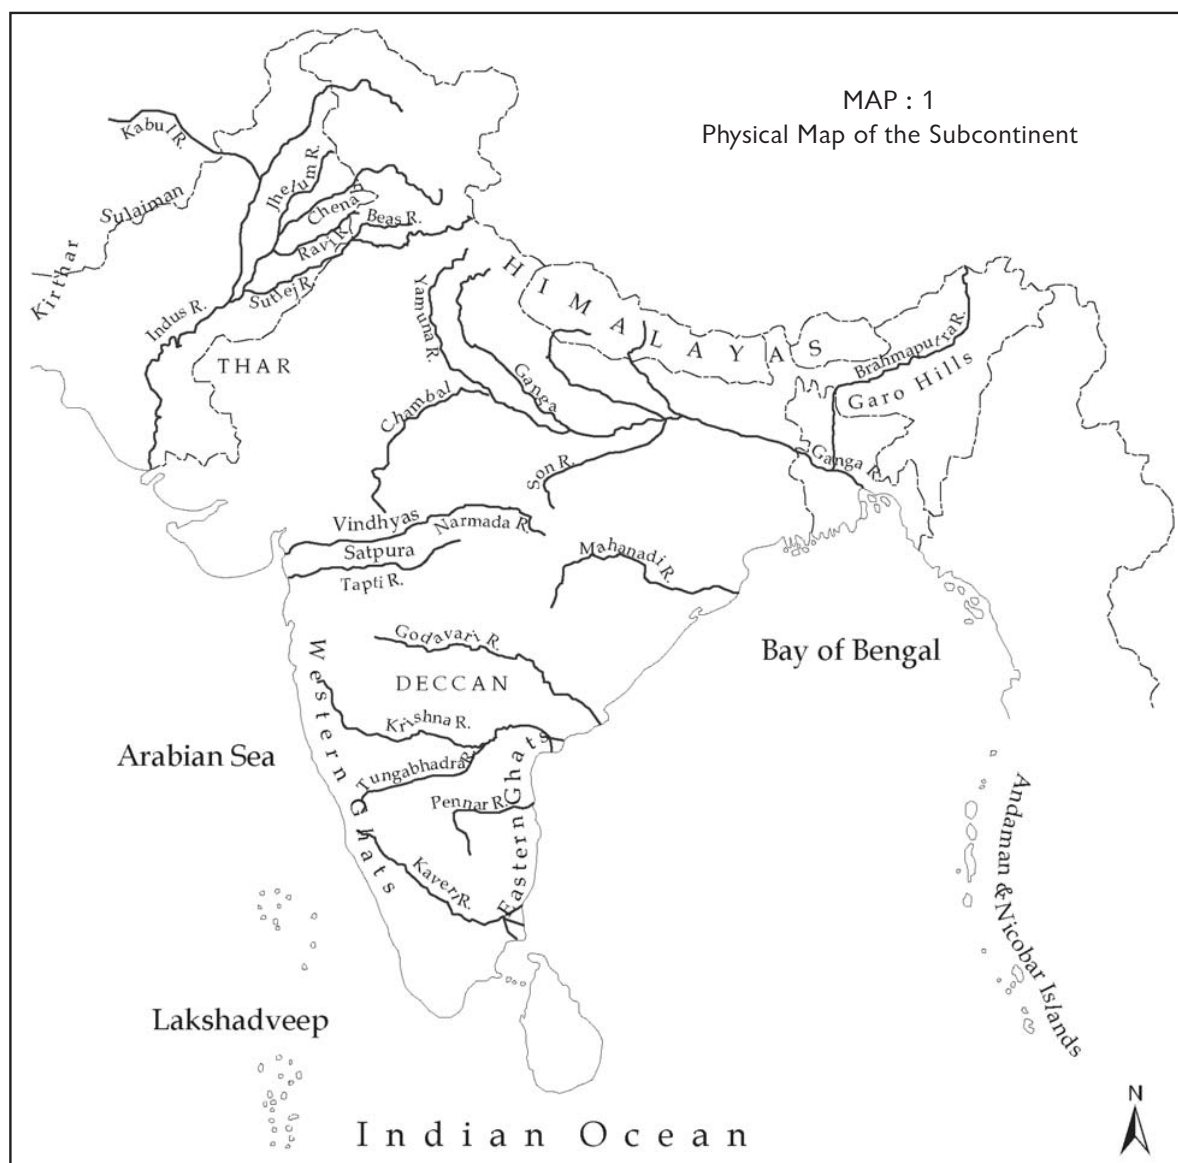 MAP : 1
Physical Map of the Subcontinent
Kabul R.
Jhelum R.
Sulaiman
Chenab
Beas R.
Ravi R.
Kirthar
Sutlej R.
Indus R.
HIMALAYAS
Yamuna R.
THAR
Brahmaputra R.
Ganga
Garo Hills
Chambal
Ganga R.
Son R.
Vindhyas
Narmada R.
Satpura
Mahanadi R.
Tapti R.
Godavari R.
Bay of Bengal
Western Ghats
DECCAN
Krishna R.
Arabian Sea
Tungabhadra R.
Eastern Ghats
Pennar R.
Andaman & Nicobar Islands
Kaveri R.
Lakshadveep
N
Indian Ocean